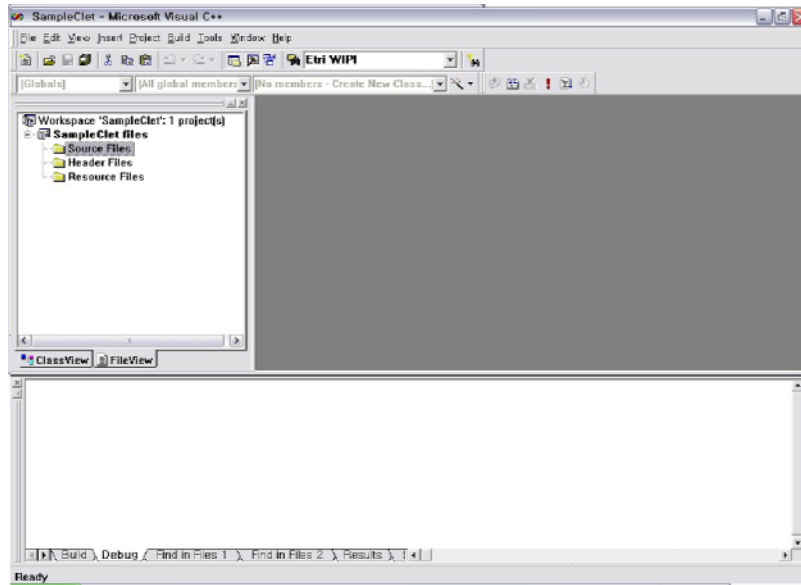 SampleClet - Microsoft Visual C++
File Edit View Insert Project Build Tools Window Help
Etri WIPI
[Globals] [All global members [No members - Create New Class...]
Workspace 'SampleClet': 1 project(s)
SampleClet files
Source Files
Header Files
Resource Files
ClassView FileView
Build Debug Find in Files 1 Find in Files 2 Results
Ready